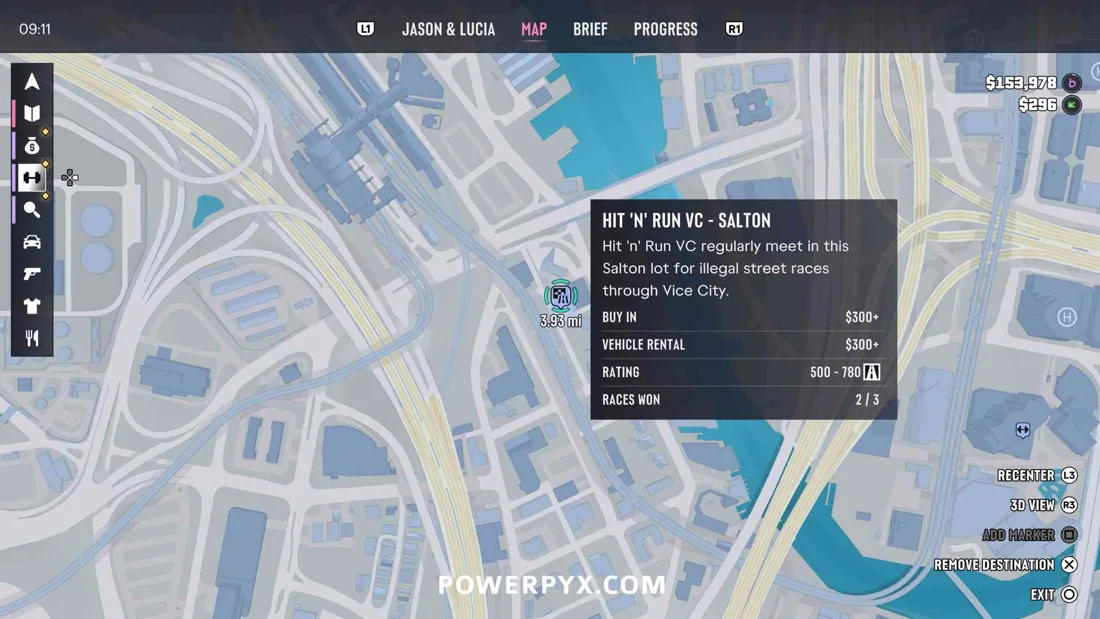 09:11
L1
JASON & LUCIA
MAP
BRIEF
PROGRESS
R1
$153,978
$296
HIT 'N' RUN VC - SALTON
Hit 'n' Run VC regularly meet in this
Salton lot for illegal street races
through Vice City.
BUY IN $300+
VEHICLE RENTAL $300+
RATING 500 - 780
RACES WON 2 / 3
3.93 mi
H
RECENTER L3
3D VIEW R3
ADD MARKER
REMOVE DESTINATION
EXIT
POWERPYX.COM